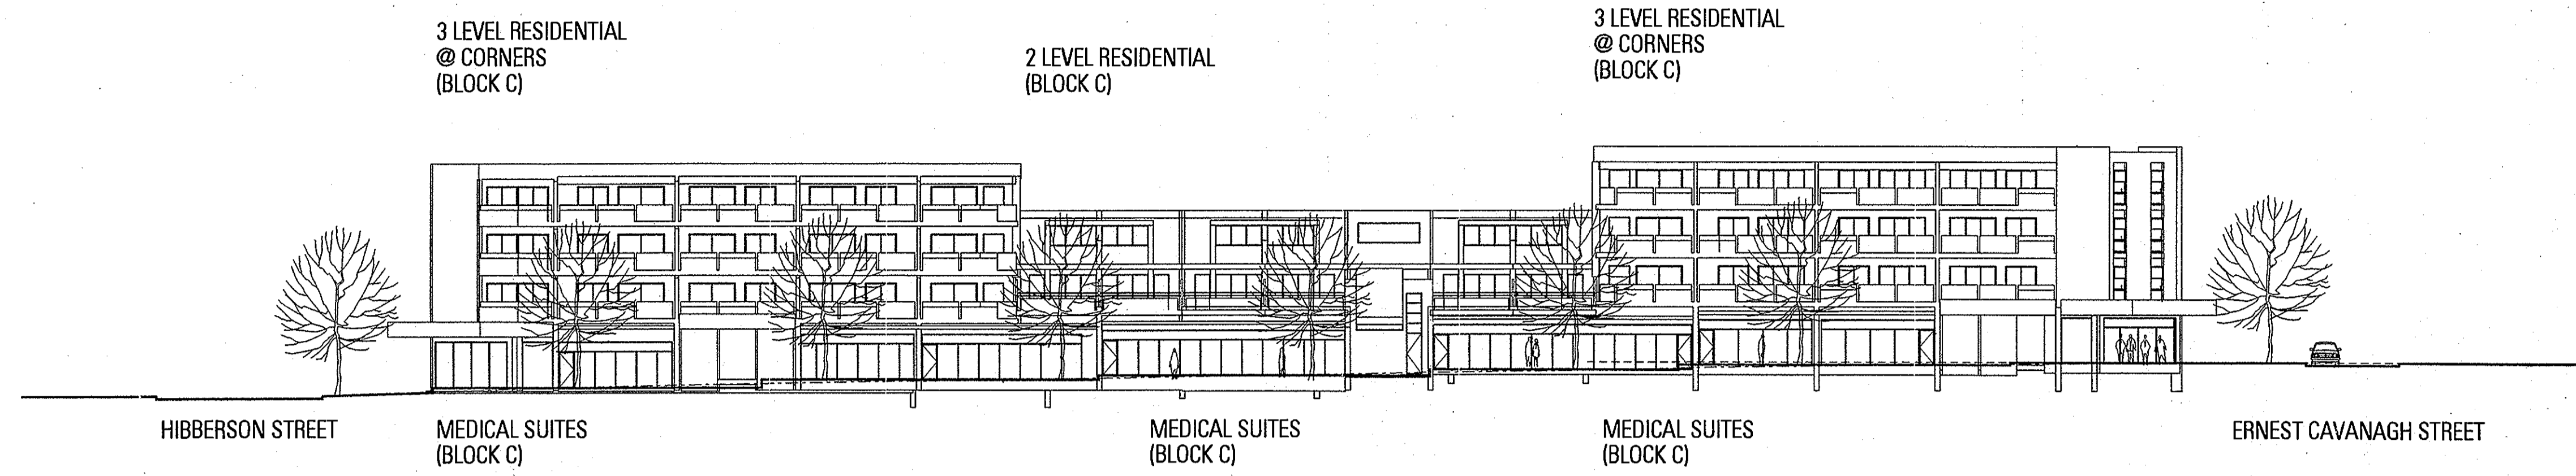 3 LEVEL RESIDENTIAL
@ CORNERS
(BLOCK C)
2 LEVEL RESIDENTIAL
(BLOCK C)
3 LEVEL RESIDENTIAL
@ CORNERS
(BLOCK C)
HIBBERSON STREET
MEDICAL SUITES
(BLOCK C)
MEDICAL SUITES
(BLOCK C)
MEDICAL SUITES
(BLOCK C)
ERNEST CAVANAGH STREET